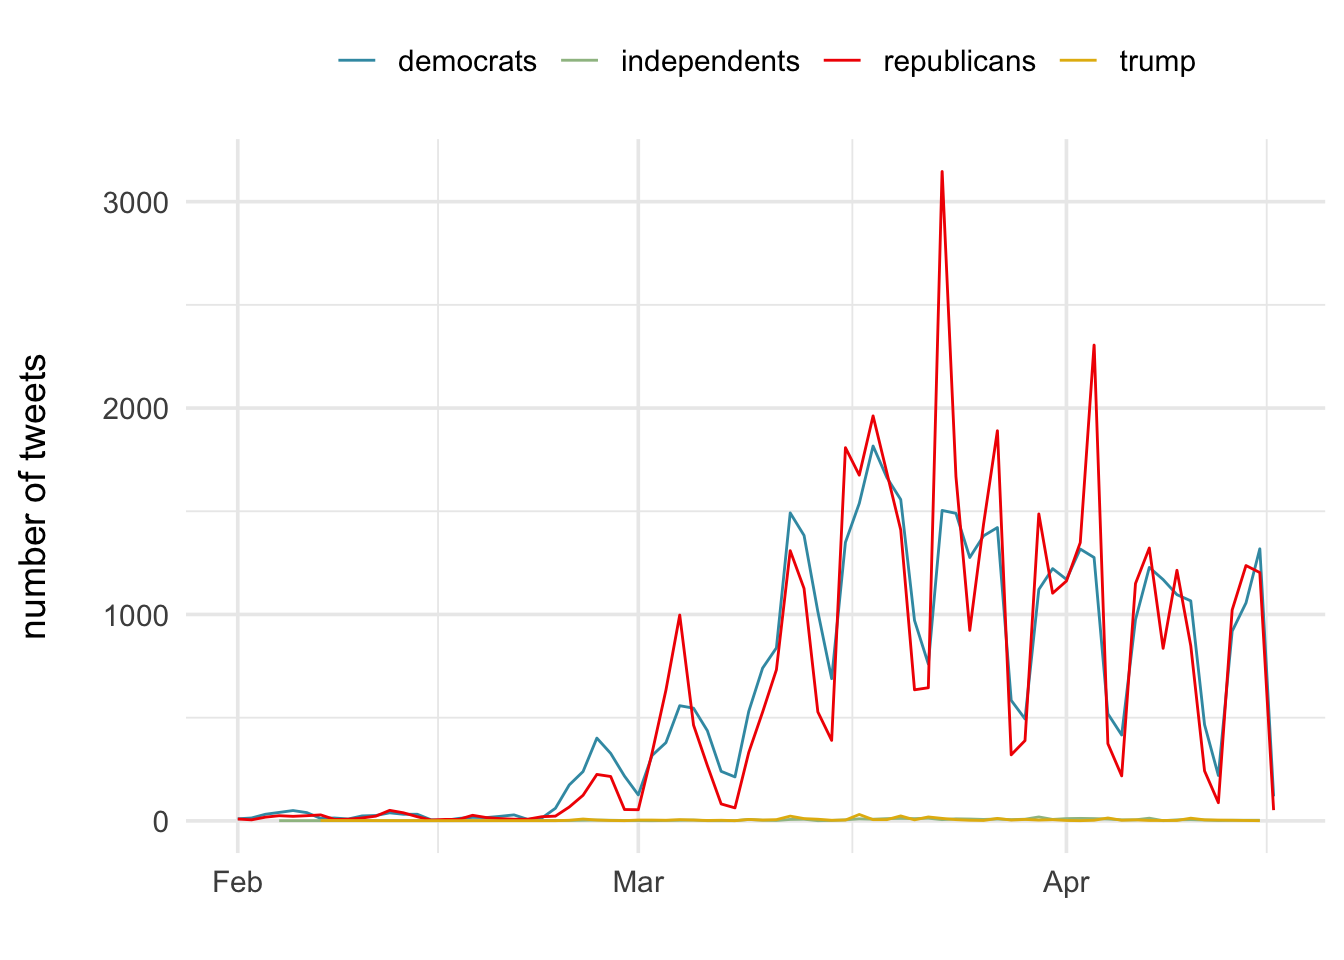 democrats independents republicans trump
3000
2000
1000
0
number of tweets
Feb Mar Apr